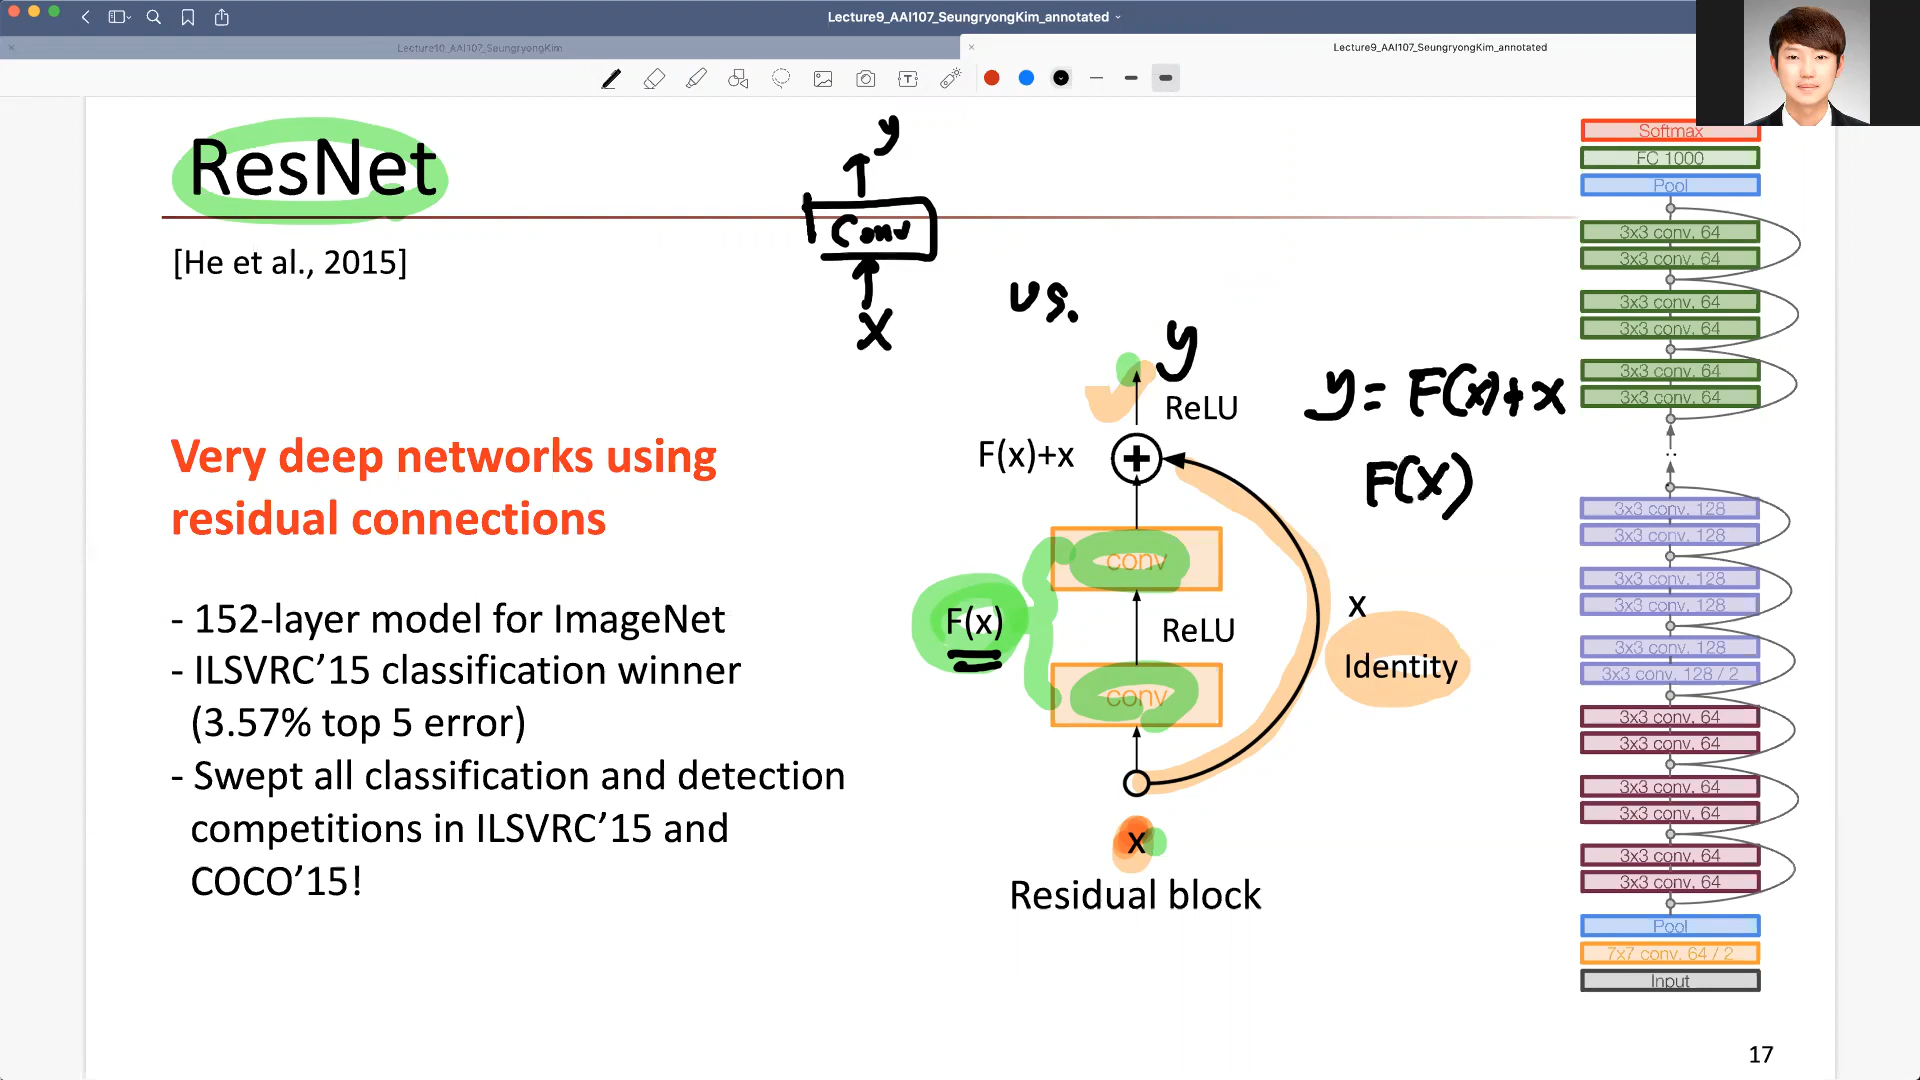 Lecture9_AAI107_SeungryongKim_annotated
Lecture10_AAI107_SeungryongKim
Lecture9_AAI107_SeungryongKim_annotated
ResNet
[He et al., 2015]
y
Conv
x
vs.
y
ReLU
F(x)+x
y = F(x)+x
F(x)
Very deep networks using
residual connections
- 152-layer model for ImageNet
- ILSVRC’15 classification winner
(3.57% top 5 error)
- Swept all classification and detection
competitions in ILSVRC’15 and
COCO’15!
conv
F(x)
ReLU
conv
x
Identity
x
Residual block
Softmax
FC 1000
Pool
3x3 conv, 64
3x3 conv, 64
3x3 conv, 64
3x3 conv, 64
3x3 conv, 64
3x3 conv, 64
..
3x3 conv, 128
3x3 conv, 128
3x3 conv, 128
3x3 conv, 128
3x3 conv, 128
3x3 conv, 128 / 2
3x3 conv, 64
3x3 conv, 64
3x3 conv, 64
3x3 conv, 64
3x3 conv, 64
3x3 conv, 64
Pool
7x7 conv, 64 / 2
Input
17